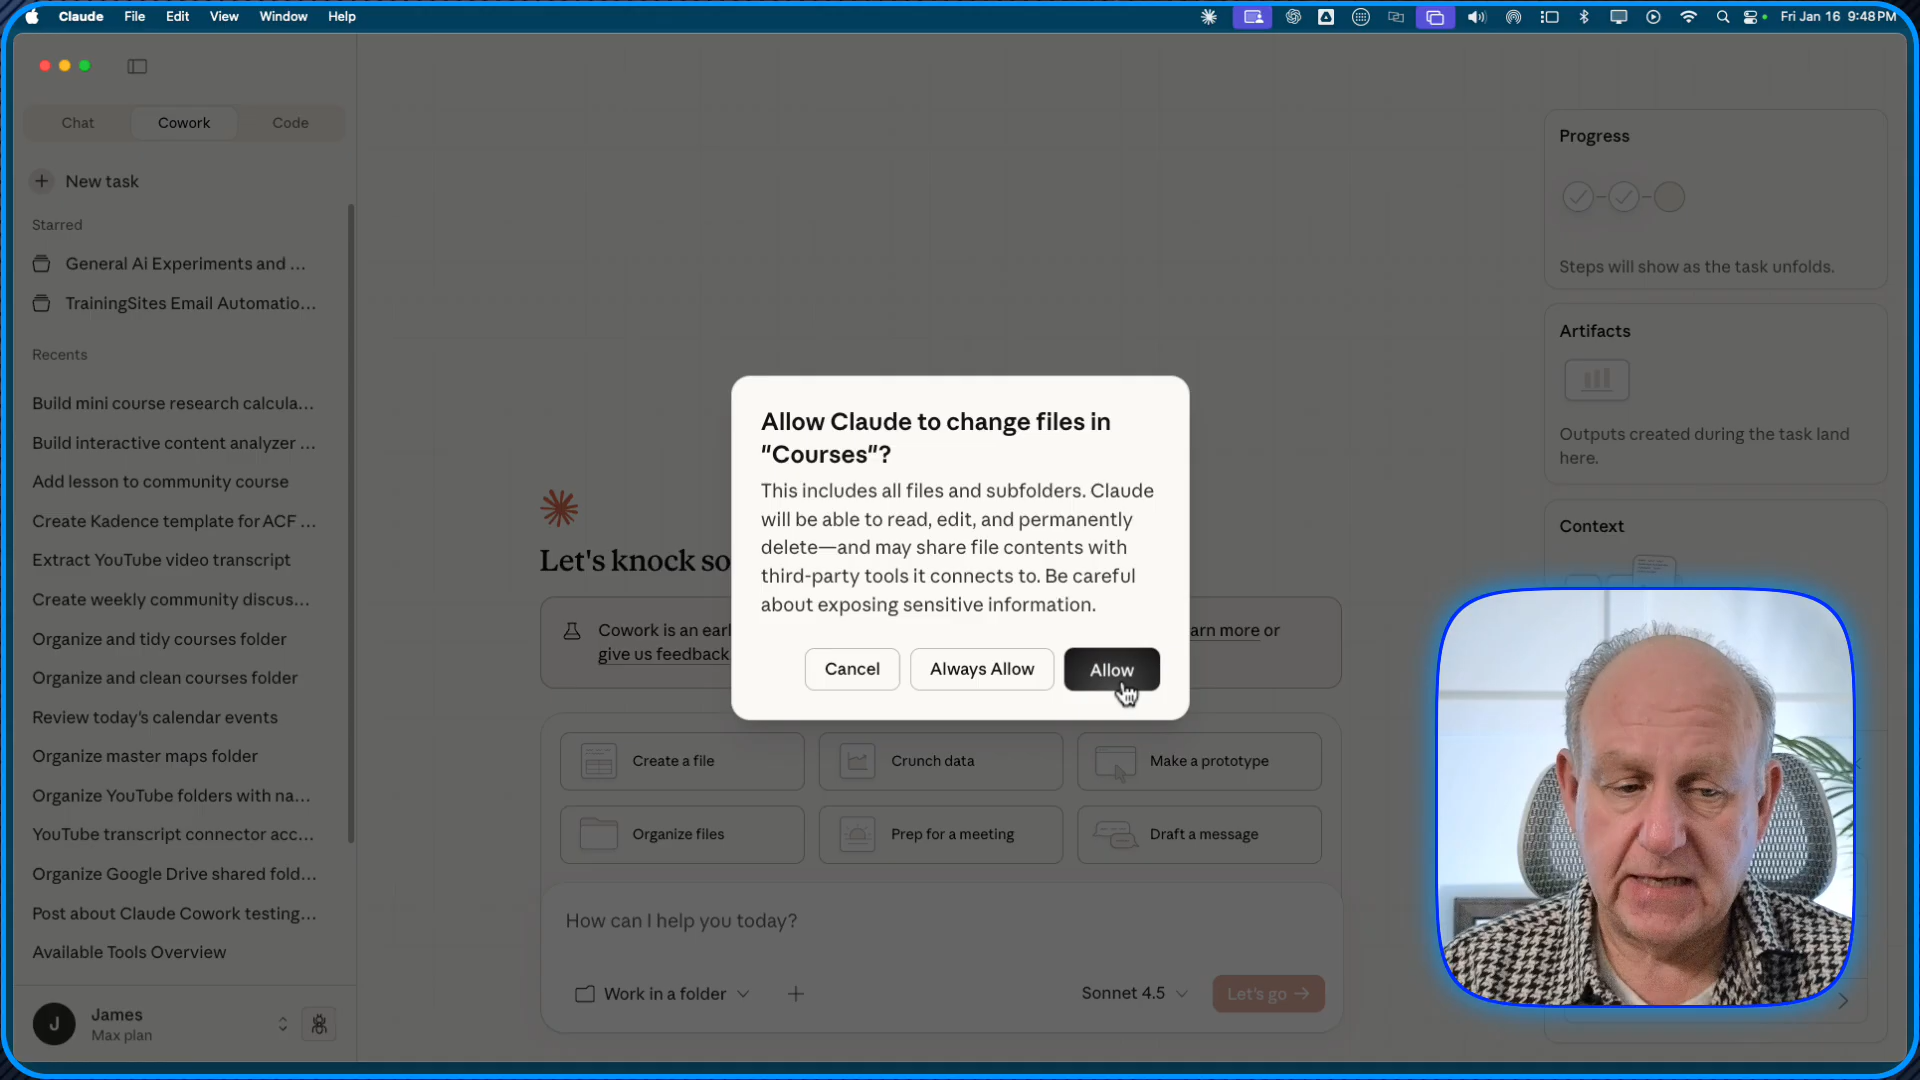 Claude File Edit View Window Help
Fri Jan 16 9:48 PM
Chat Cowork Code
New task
Starred
General Ai Experiments and ...
TrainingSites Email Automatio...
Recents
Build mini course research calcula...
Build interactive content analyzer ...
Add lesson to community course
Create Kadence template for ACF ...
Extract YouTube video transcript
Create weekly community discus...
Organize and tidy courses folder
Organize and clean courses folder
Review today's calendar events
Organize master maps folder
Organize YouTube folders with na...
YouTube transcript connector acc...
Organize Google Drive shared fold...
Post about Claude Cowork testing...
Available Tools Overview
J
James
Max plan
Let's knock so
Cowork is an earl
arn more or
give us feedback.
Allow Claude to change files in
"Courses"?
This includes all files and subfolders. Claude
will be able to read, edit, and permanently
delete—and may share file contents with
third-party tools it connects to. Be careful
about exposing sensitive information.
Cancel Always Allow Allow
Create a file Crunch data Make a prototype
Organize files Prep for a meeting Draft a message
How can I help you today?
Work in a folder
Sonnet 4.5
Let's go →
Progress
Steps will show as the task unfolds.
Artifacts
Outputs created during the task land
here.
Context